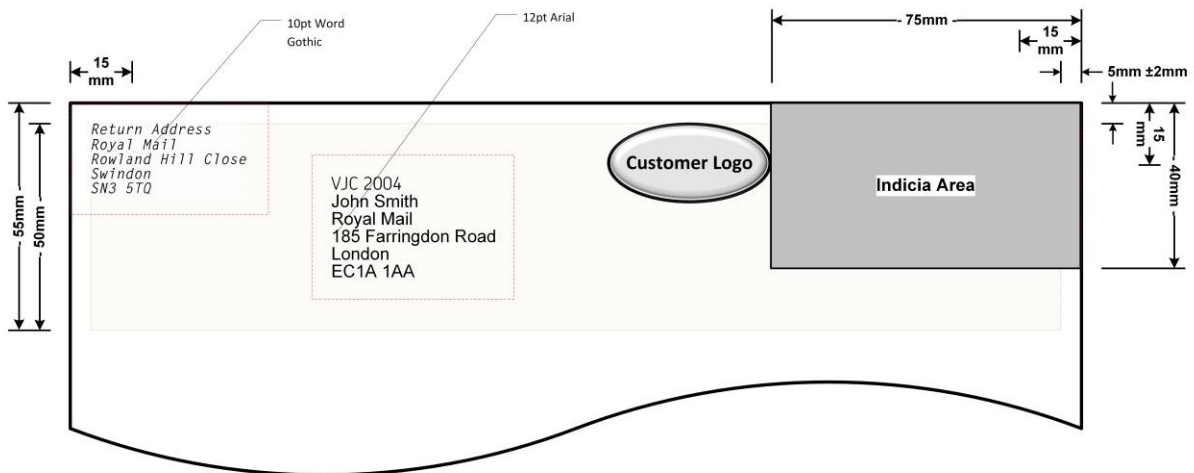 10pt Word
Gothic
12pt Arial
- 75mm -
15
mm
15
mm
5mm ±2mm
Return Address
Royal Mail
Rowland Hill Close
Swindon
SN3 5TQ
VJC 2004
John Smith
Royal Mail
185 Farringdon Road
London
EC1A 1AA
Customer Logo
Indicia Area
15
mm
- 40mm -
- 55mm -
- 50mm -